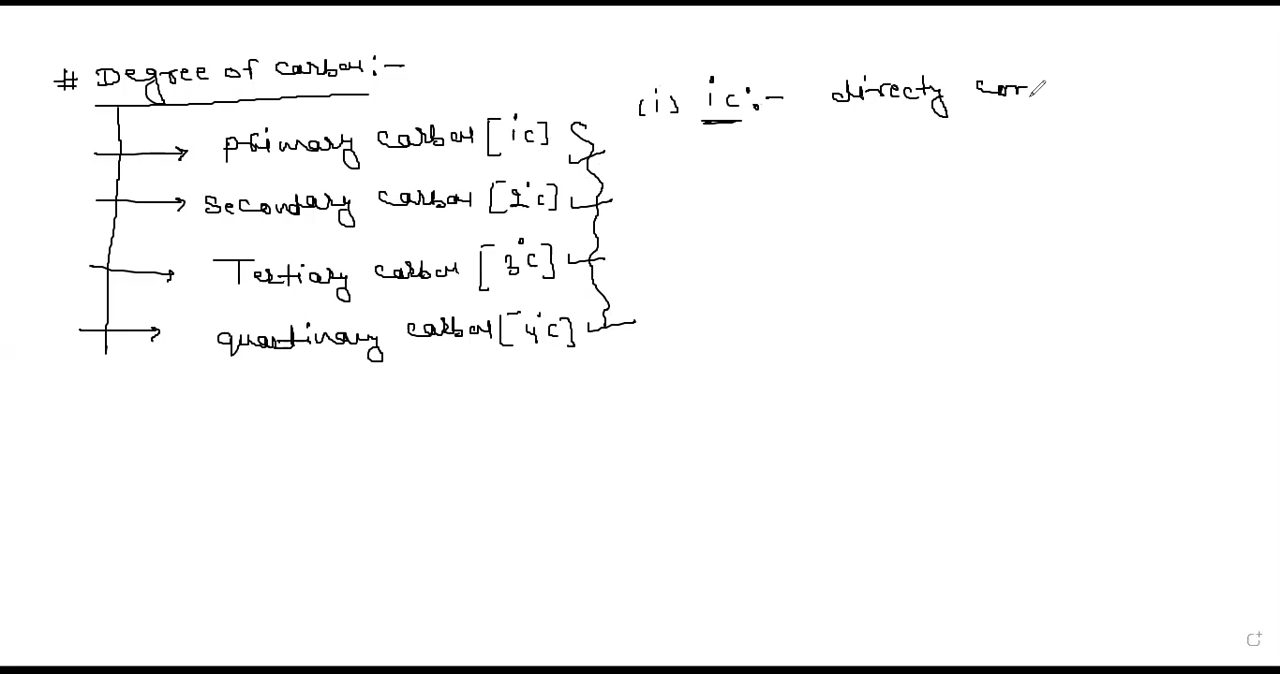 # Degree of carbon:-
primary carbon [1°c]
secondary carbon [2°c]
Tertiary carbon [3°c]
quartinary carbon [4°c]
(i) 1°c:- directy con